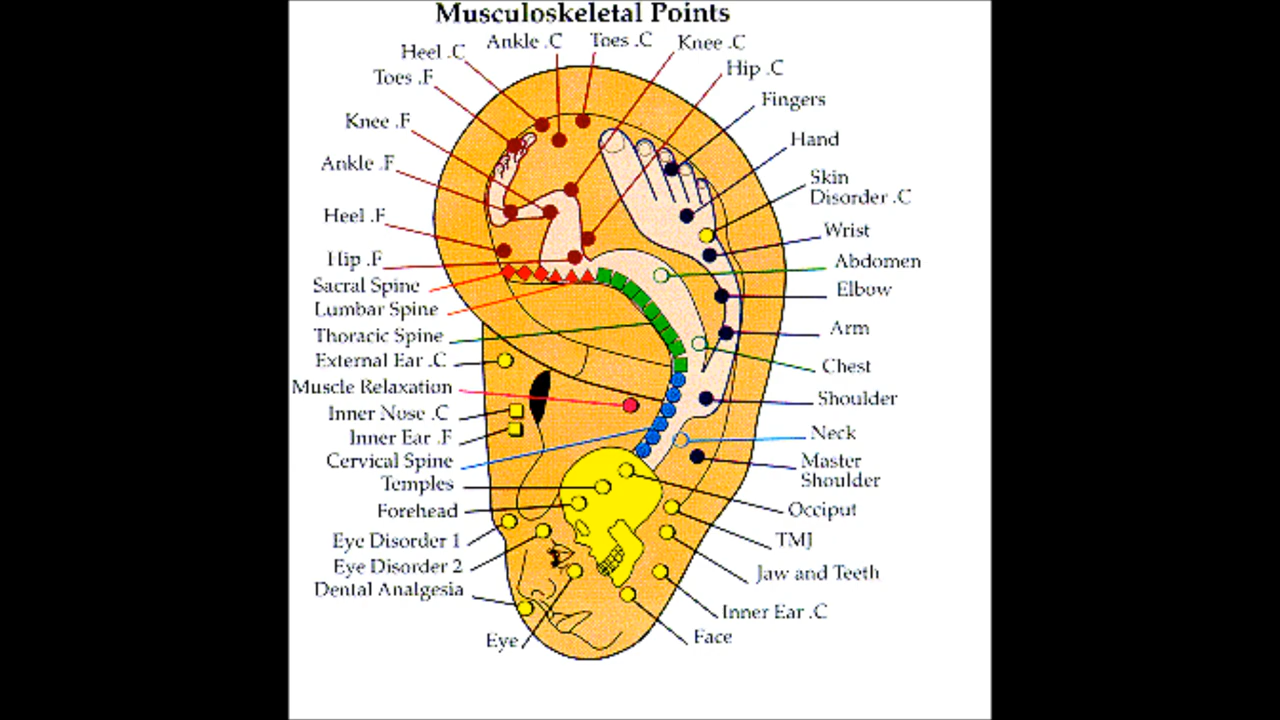 Musculoskeletal Points
Heel .C
Ankle .C
Toes .C
Knee .C
Toes .F
Hip .C
Knee .F
Fingers
Ankle .F
Hand
Heel .F
Skin
Disorder .C
Hip .F
Wrist
Sacral Spine
Abdomen
Lumbar Spine
Elbow
Thoracic Spine
Arm
External Ear .C
Chest
Muscle Relaxation
Shoulder
Inner Nose .C
Inner Ear .F
Neck
Cervical Spine
Master
Shoulder
Temples
Forehead
Occiput
Eye Disorder 1
TMJ
Eye Disorder 2
Jaw and Teeth
Dental Analgesia
Inner Ear .C
Eye
Face